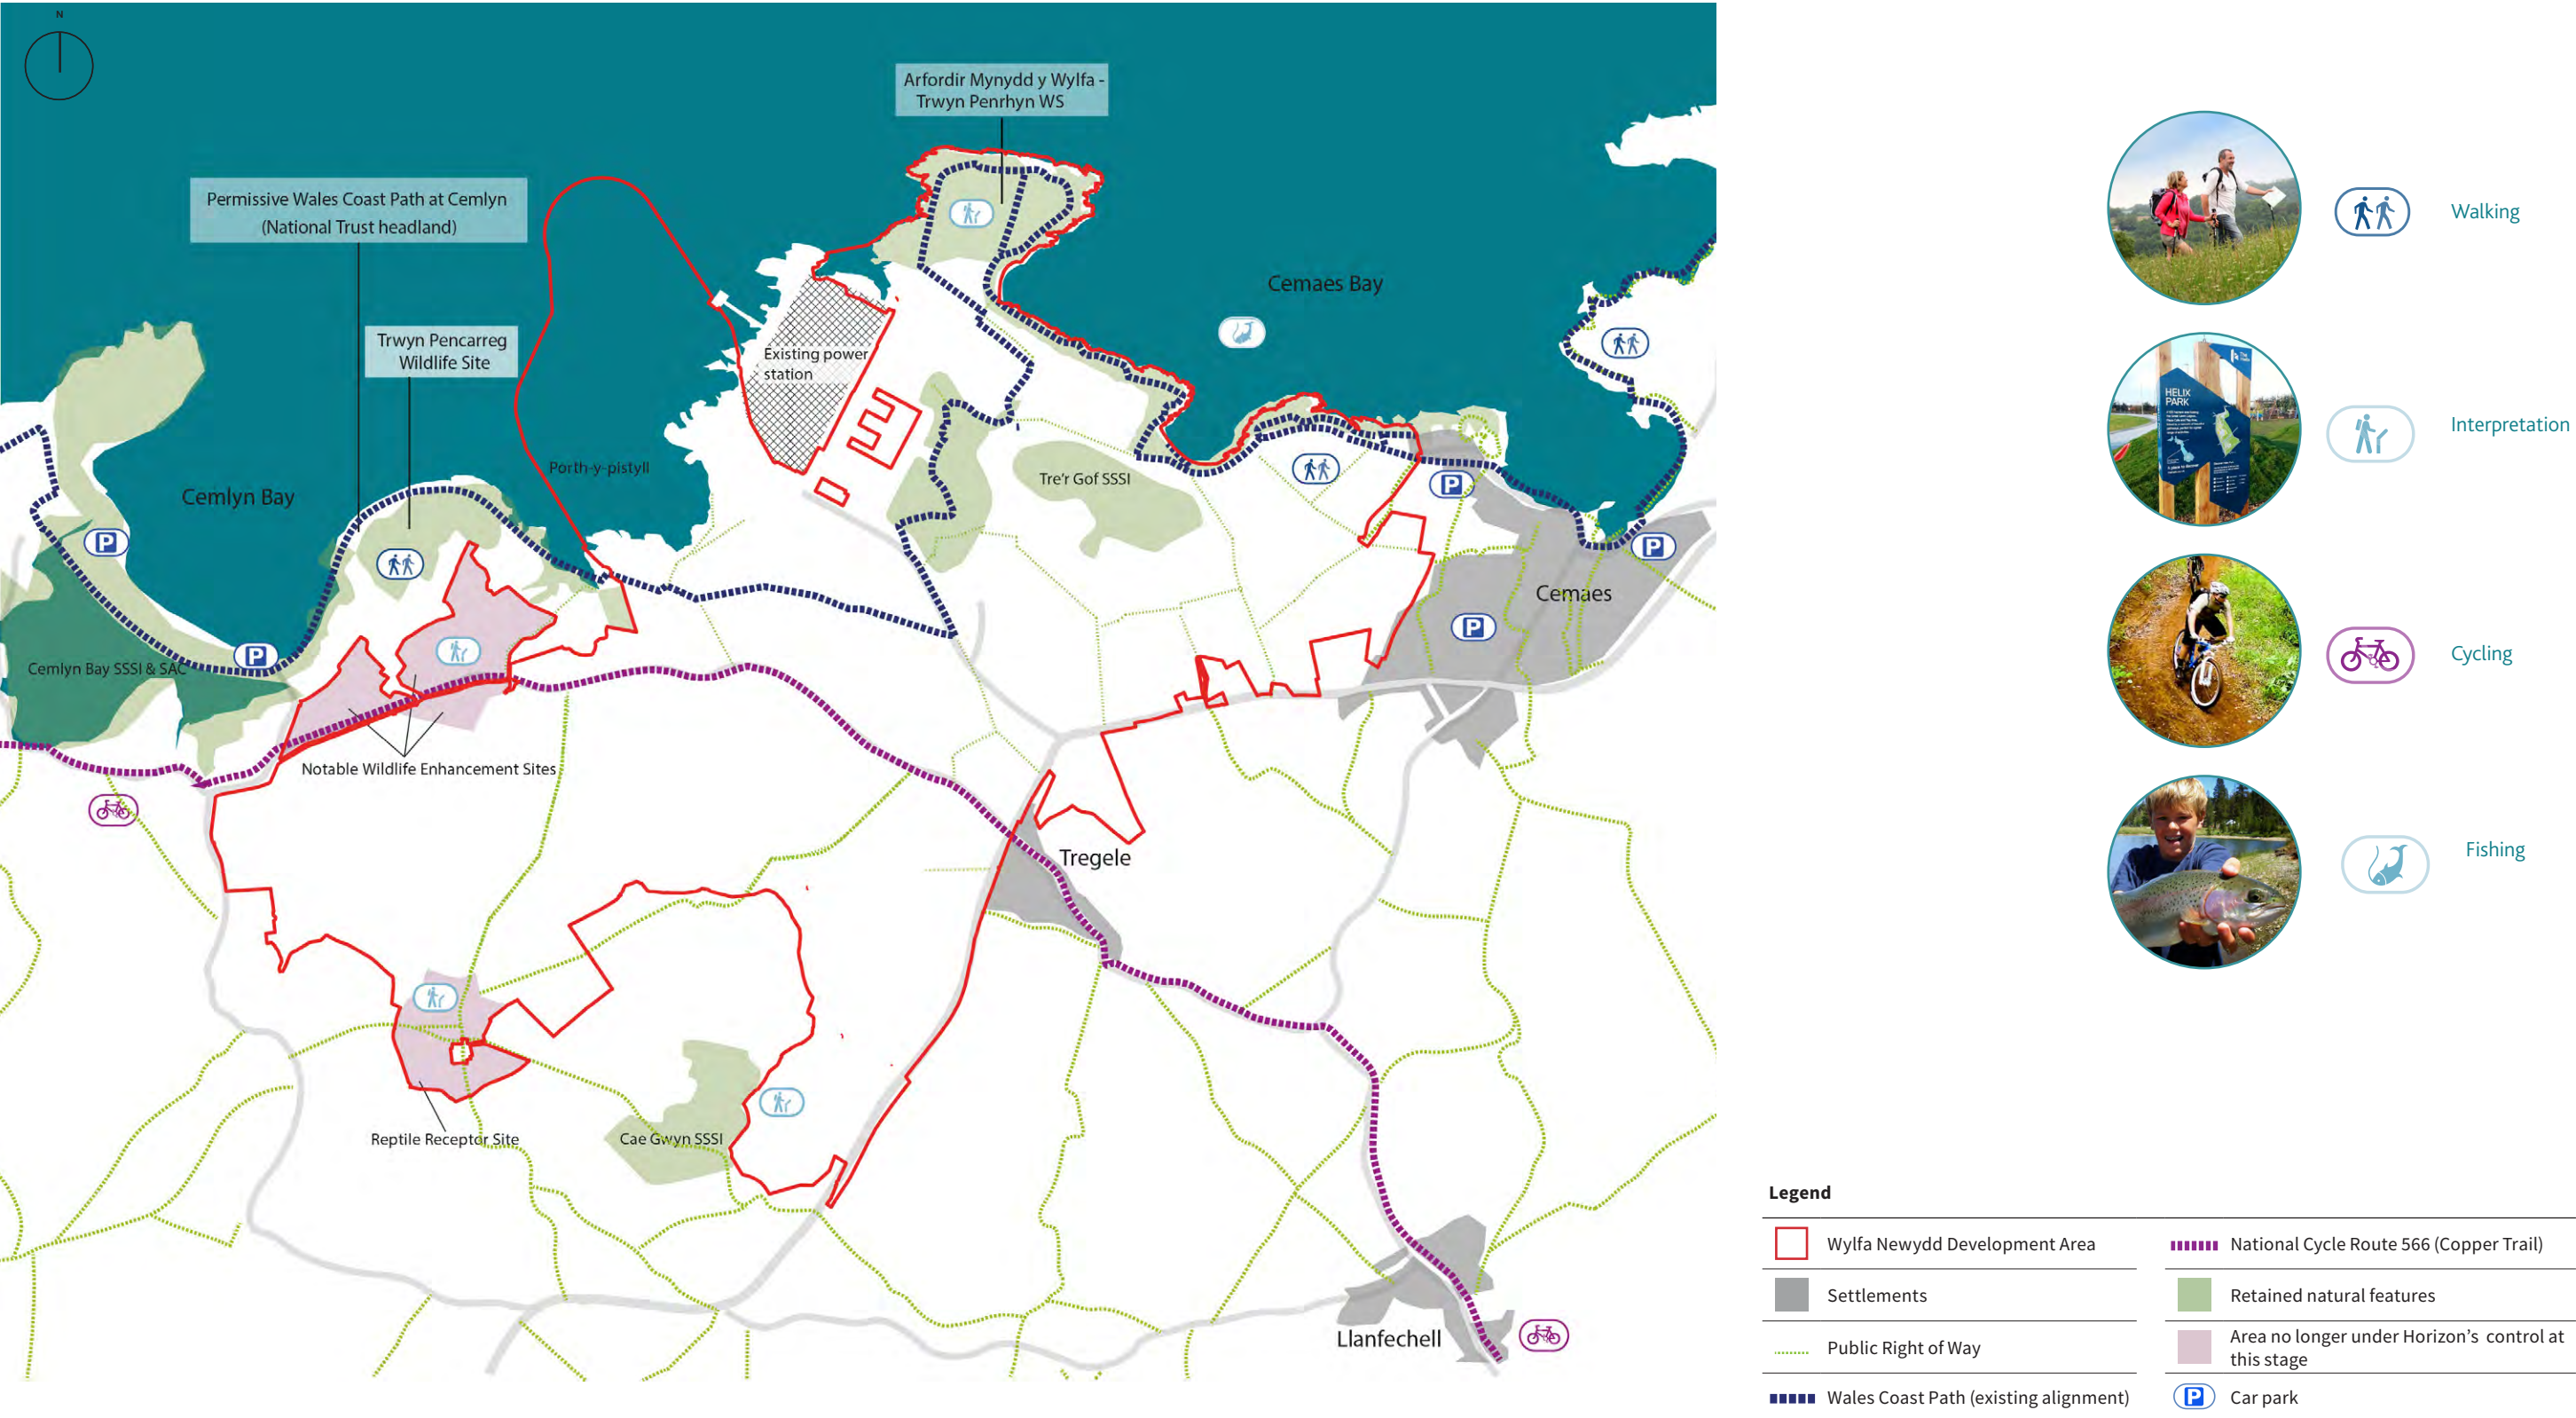 N
Arfordir Mynydd y Wylfa -
Trwyn Penrhyn WS
Permissive Wales Coast Path at Cemlyn
(National Trust headland)
Trwyn Pencarreg
Wildlife Site
Cemaes Bay
Existing power
station
Porth-y-pistyll
Cemlyn Bay
Tre'r Gof SSSI
P
P
P
P
P
Cemaes
Cemlyn Bay SSSI & SAC
Notable Wildlife Enhancement Sites
Tregele
Reptile Receptor Site
Cae Gwyn SSSI
Llanfechell
Walking
HELIX
PARK
Interpretation
Cycling
Fishing
Legend
Wylfa Newydd Development Area
National Cycle Route 566 (Copper Trail)
Settlements
Retained natural features
Public Right of Way
Area no longer under Horizon's control at
this stage
Wales Coast Path (existing alignment)
P
Car park